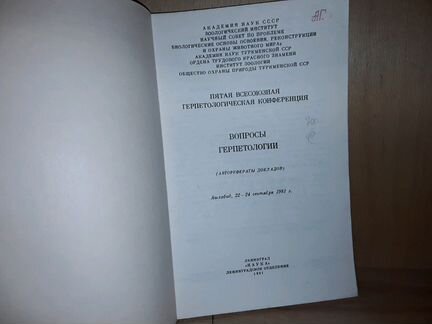 АГ.
АКАДЕМИЯ НАУК СССР
ЗООЛОГИЧЕСКИЙ ИНСТИТУТ
НАУЧНЫЙ СОВЕТ ПО ПРОБЛЕМЕ
БИОЛОГИЧЕСКИЕ ОСНОВЫ ОСВОЕНИЯ, РЕКОНСТРУКЦИИ
И ОХРАНЫ ЖИВОТНОГО МИРА
АКАДЕМИЯ НАУК ТУРКМЕНСКОЙ ССР
ОРДЕНА ТРУДОВОГО КРАСНОГО ЗНАМЕНИ
ИНСТИТУТ ЗООЛОГИИ
ОБЩЕСТВО ОХРАНЫ ПРИРОДЫ ТУРКМЕНСКОЙ ССР
ПЯТАЯ ВСЕСОЮЗНАЯ
ГЕРПЕТОЛОГИЧЕСКАЯ КОНФЕРЕНЦИЯ
ВОПРОСЫ
ГЕРПЕТОЛОГИИ
(АВТОРЕФЕРАТЫ ДОКЛАДОВ)
Ашхабад, 22—24 сентября 1981 г.
ЛЕНИНГРАД
«НАУКА»
ЛЕНИНГРАДСКОЕ ОТДЕЛЕНИЕ
1981